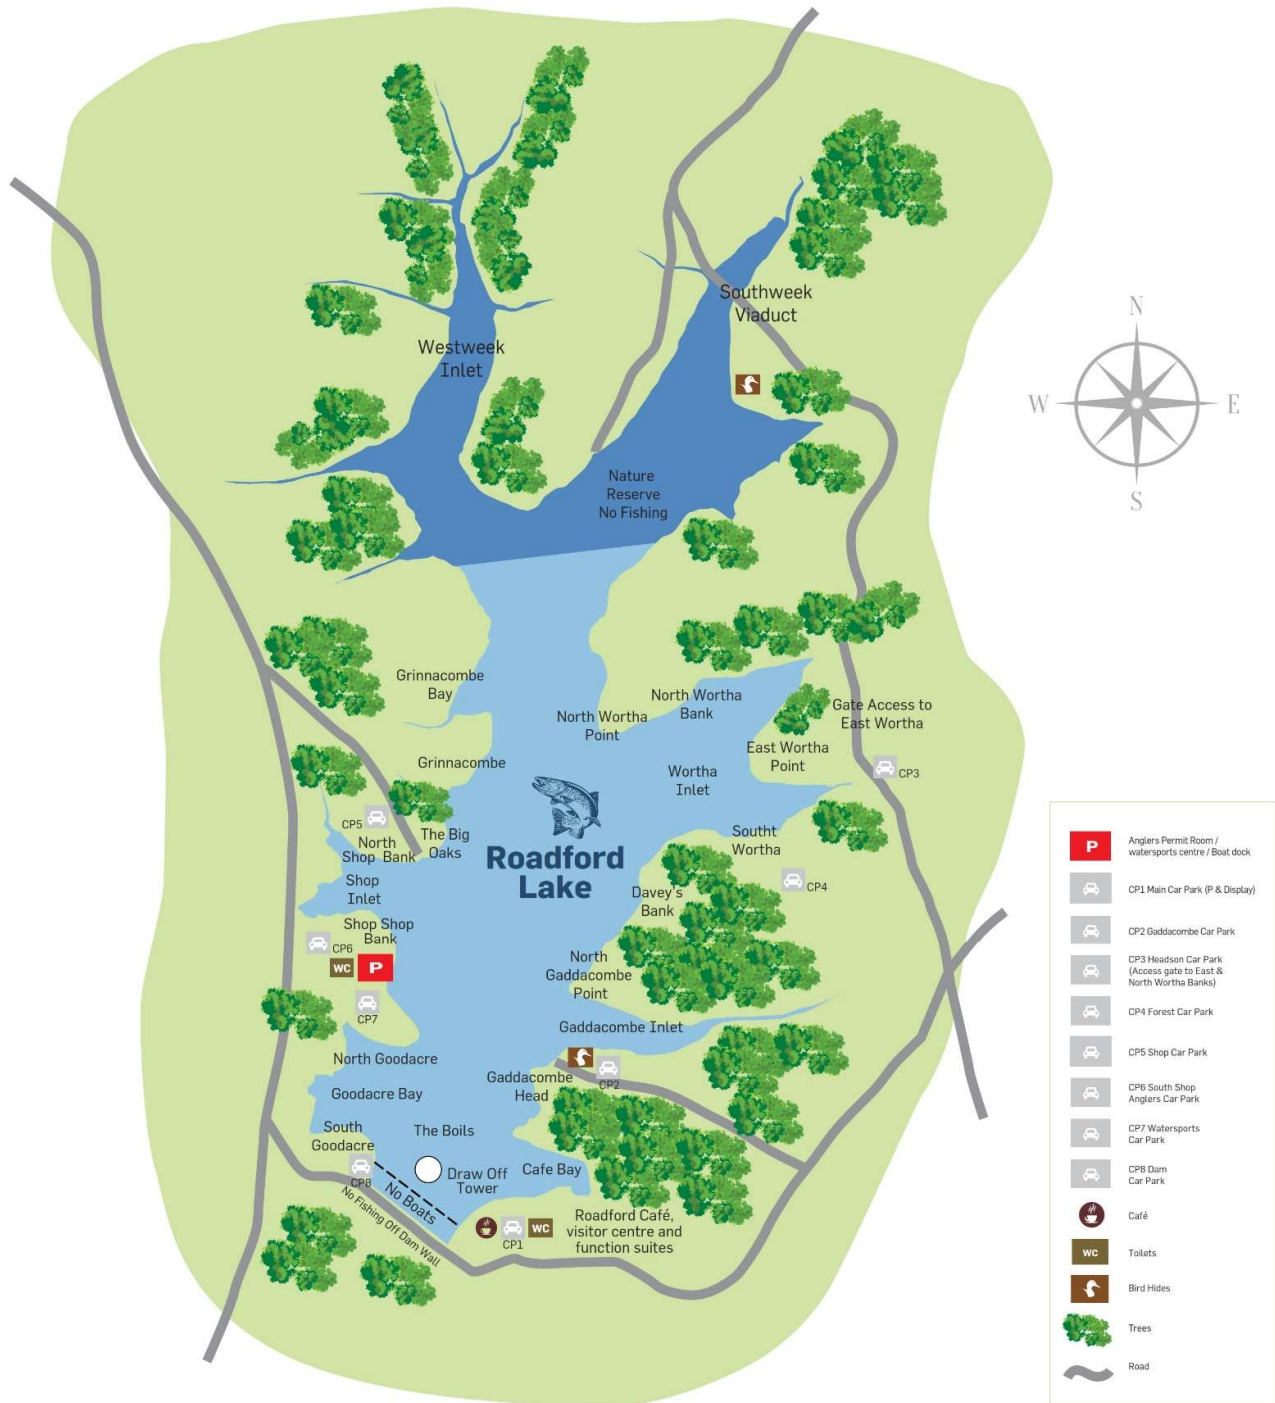 Southweek
Viaduct
Westweek
Inlet
N
W
E
S
Nature
Reserve
No Fishing
Grinnacombe
Bay
North Wortha
Bank
North Wortha
Point
Gate Access to
East Wortha
East Wortha
Point
Grinnacombe
Wortha
Inlet
CP3
CP5
North
Shop Bank
The Big
Oaks
Southt
Wortha
Roadford
Lake
Shop
Inlet
CP4
Davey's
Bank
Shop Shop
Bank
CP6
WC
P
CP7
North
Gaddacombe
Point
Gaddacombe Inlet
North Goodacre
Gaddacombe
Head
CP2
Goodacre Bay
South
Goodacre
The Boils
CP8
Draw Off
Tower
Cafe Bay
No Boats
No Fishing Off Dam Wall
CP1
WC
Roadford Café,
visitor centre and
function suites
P
Anglers Permit Room /
watersports centre / Boat dock
CP1 Main Car Park (P & Display)
CP2 Gaddacombe Car Park
CP3 Headson Car Park
(Access gate to East &
North Wortha Banks)
CP4 Forest Car Park
CP5 Shop Car Park
CP6 South Shop
Anglers Car Park
CP7 Watersports
Car Park
CP8 Dam
Car Park
Café
WC
Toilets
Bird Hides
Trees
Road